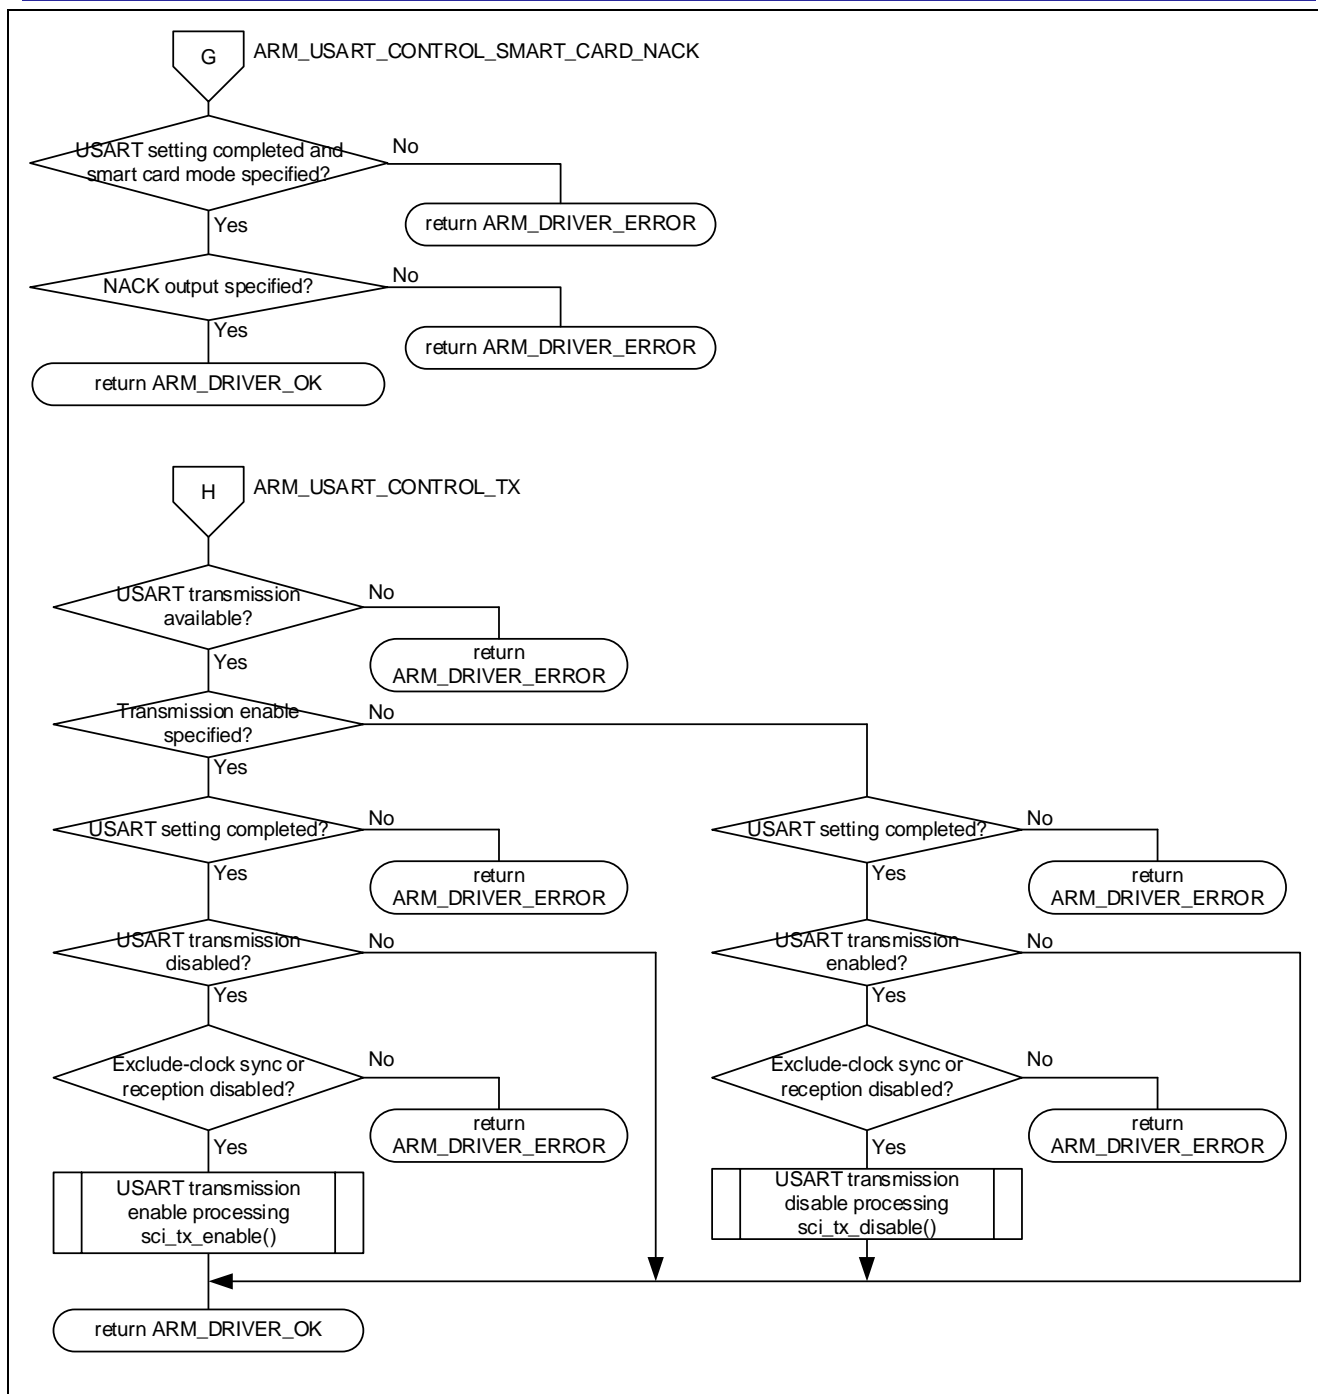 G
ARM_USART_CONTROL_SMART_CARD_NACK
USART setting completed and
smart card mode specified?
No
return ARM_DRIVER_ERROR
Yes
NACK output specified?
No
return ARM_DRIVER_ERROR
Yes
return ARM_DRIVER_OK
H
ARM_USART_CONTROL_TX
USART transmission
available?
No
return
ARM_DRIVER_ERROR
Yes
Transmission enable
specified?
No
Yes
USART setting completed?
No
return
ARM_DRIVER_ERROR
Yes
USART transmission
disabled?
No
Yes
Exclude-clock sync or
reception disabled?
No
return
ARM_DRIVER_ERROR
Yes
USART transmission
enable processing
sci_tx_enable()
USART setting completed?
No
return
ARM_DRIVER_ERROR
Yes
USART transmission
enabled?
No
Yes
Exclude-clock sync or
reception disabled?
No
return
ARM_DRIVER_ERROR
Yes
USART transmission
disable processing
sci_tx_disable()
return ARM_DRIVER_OK